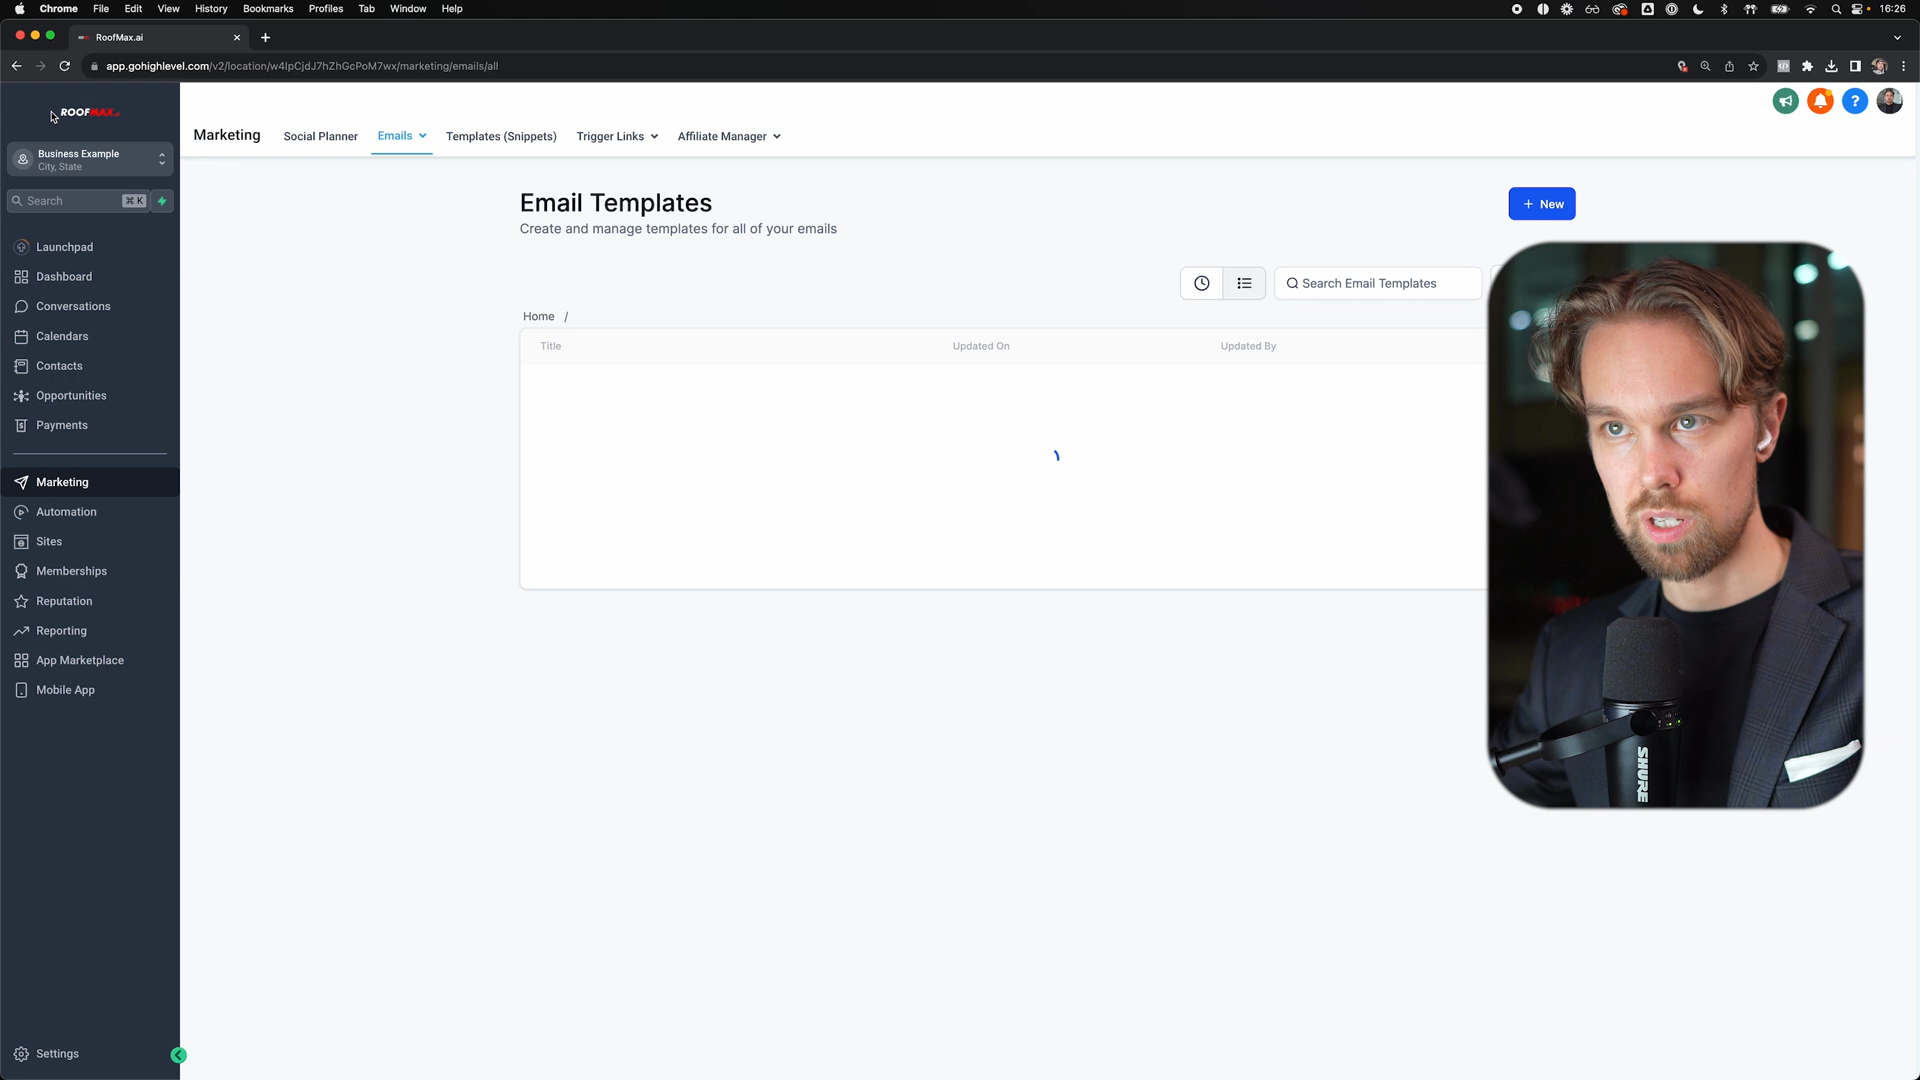 Chrome File Edit View History Bookmarks Profiles Tab Window Help 16:26
RoofMax.ai
app.gohighlevel.com/v2/location/w4lpCjdJ7hZhGcPoM7wx/marketing/emails/all
ROOFMAX
Business Example
City, State
Search ⌘ K
Launchpad
Dashboard
Conversations
Calendars
Contacts
Opportunities
Payments
Marketing
Automation
Sites
Memberships
Reputation
Reporting
App Marketplace
Mobile App
Settings
Marketing Social Planner Emails Templates (Snippets) Trigger Links Affiliate Manager
Email Templates
Create and manage templates for all of your emails
+ New
Search Email Templates
Home /
Title Updated On Updated By
SHURE